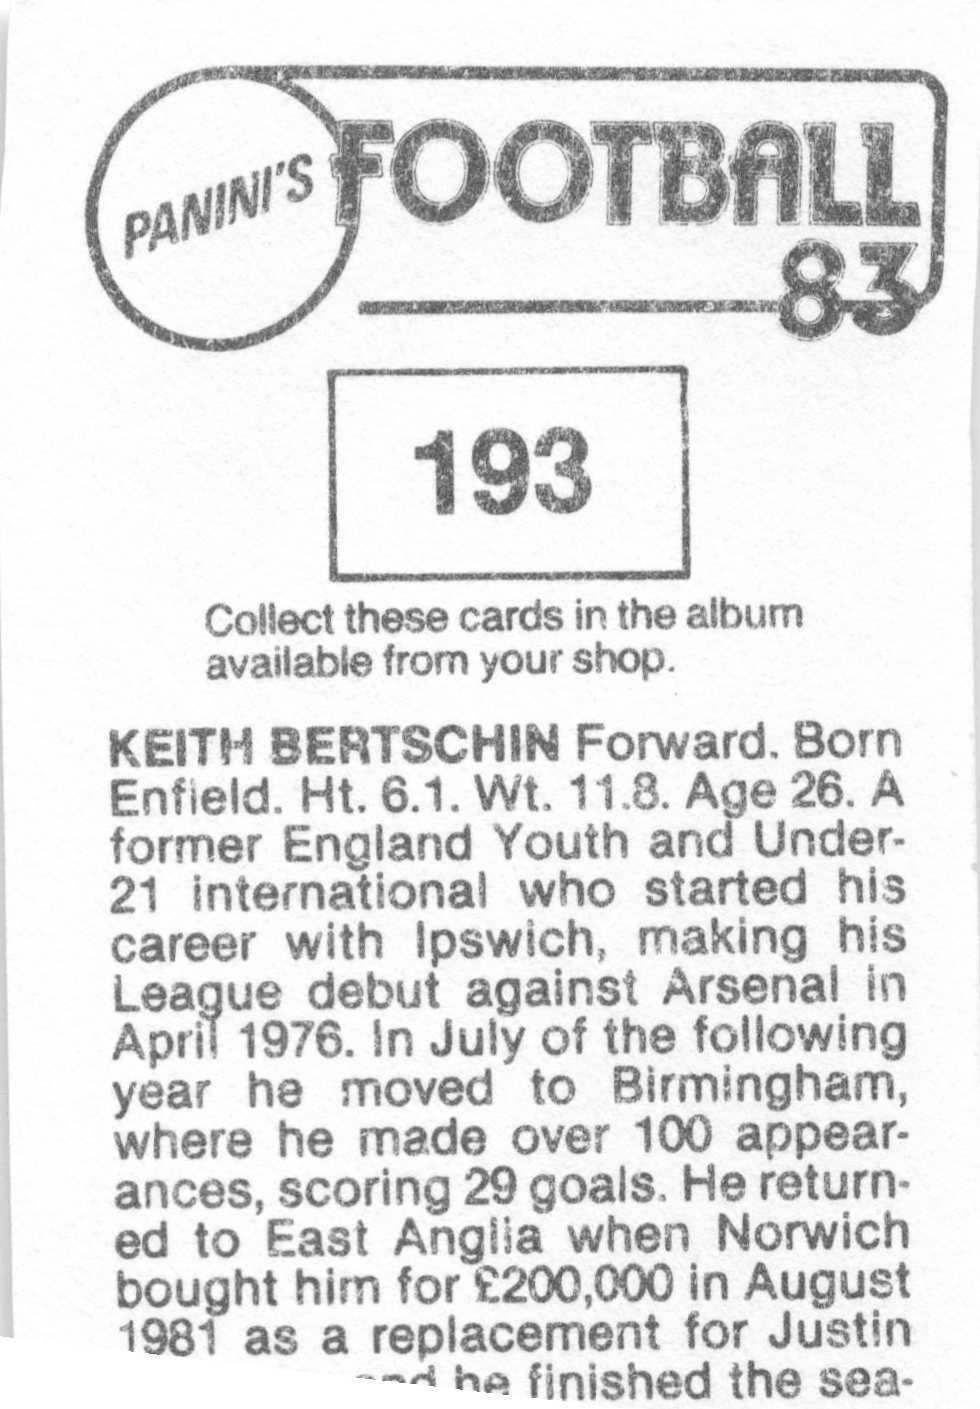 PANINI'S FOOTBALL
83
193
Collect these cards in the album
available from your shop.
KEITH BERTSCHIN Forward. Born
Enfield. Ht. 6.1. Wt. 11.8. Age 26. A
former England Youth and Under-
21 international who started his
career with Ipswich, making his
League debut against Arsenal in
April 1976. In July of the following
year he moved to Birmingham,
where he made over 100 appear-
ances, scoring 29 goals. He return-
ed to East Anglia when Norwich
bought him for £200,000 in August
1981 as a replacement for Justin
and he finished the sea-